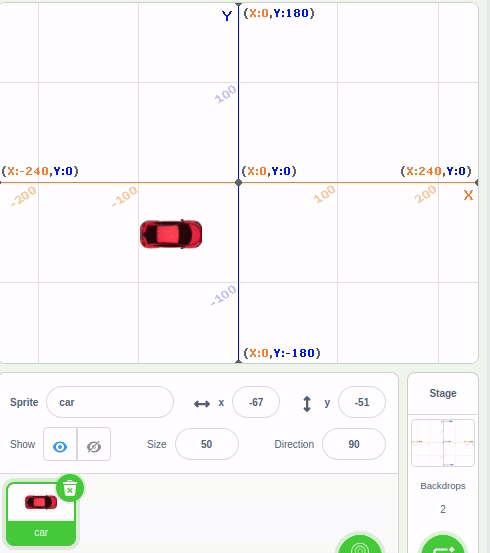 Y (X:0,Y:180)
100
(X:-240,Y:0) (X:0,Y:0) (X:240,Y:0)
-200 -100 100 200 X
-100
(X:0,Y:-180)
Sprite car x -67 y -51
Show Size 50 Direction 90
car
Stage
Backdrops
2